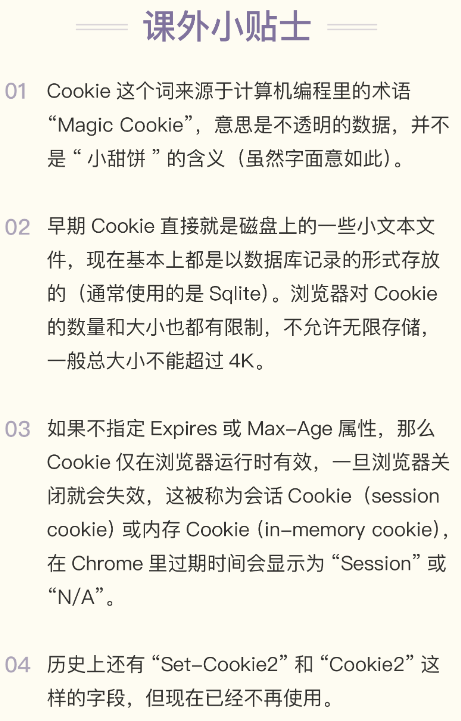 课外小贴士
01 Cookie 这个词来源于计算机编程里的术语
“Magic Cookie”，意思是不透明的数据，并不
是 “ 小甜饼 ” 的含义（虽然字面意如此）。
02 早期 Cookie 直接就是磁盘上的一些小文本文
件，现在基本上都是以数据库记录的形式存放
的（通常使用的是 Sqlite）。浏览器对 Cookie
的数量和大小也都有限制，不允许无限存储，
一般总大小不能超过 4K。
03 如果不指定 Expires 或 Max-Age 属性，那么
Cookie 仅在浏览器运行时有效，一旦浏览器关
闭就会失效，这被称为会话 Cookie（session
cookie）或内存 Cookie（in-memory cookie），
在 Chrome 里过期时间会显示为 “Session” 或
“N/A”。
04 历史上还有 “Set-Cookie2” 和 “Cookie2” 这
样的字段，但现在已经不再使用。